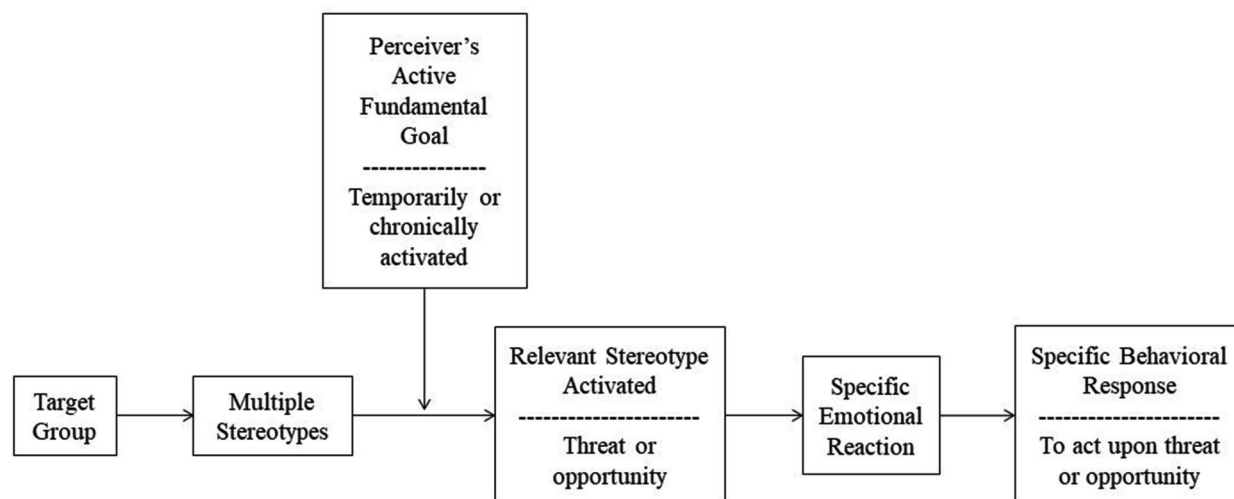 Perceiver’s
Active
Fundamental
Goal
---------------
Temporarily or
chronically
activated
Target
Group
Multiple
Stereotypes
Relevant Stereotype
Activated
--------------------------
Threat or
opportunity
Specific
Emotional
Reaction
Specific Behavioral
Response
----------------------
To act upon threat
or opportunity